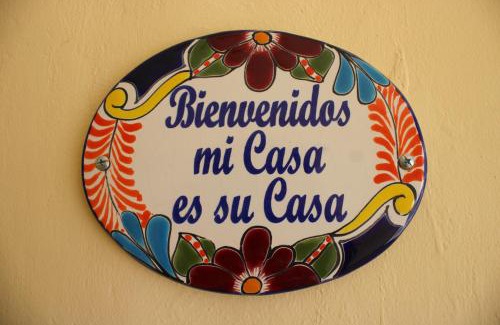 Bienvenidos
mi Casa
es su Casa